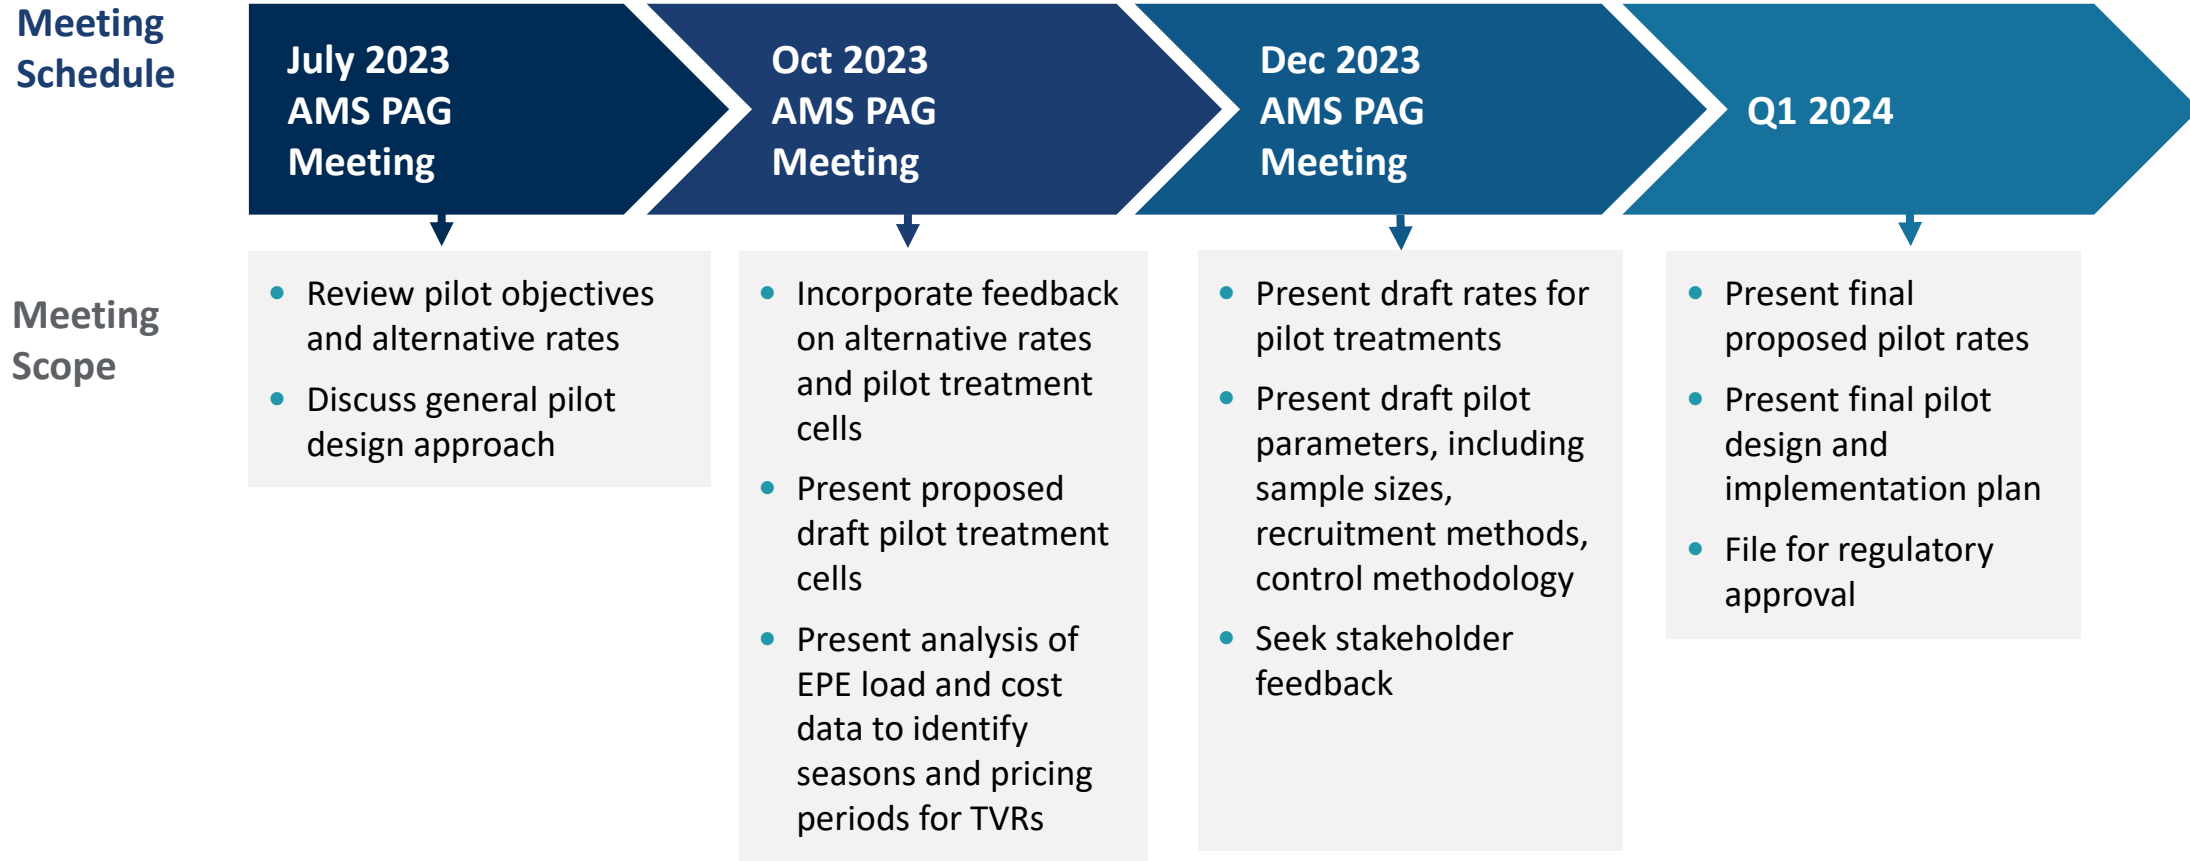 Meeting
Schedule
July 2023
AMS PAG
Meeting
Oct 2023
AMS PAG
Meeting
Dec 2023
AMS PAG
Meeting
Q1 2024
Meeting
Scope
• Review pilot objectives
and alternative rates
• Discuss general pilot
design approach
• Incorporate feedback
on alternative rates
and pilot treatment
cells
• Present proposed
draft pilot treatment
cells
• Present analysis of
EPE load and cost
data to identify
seasons and pricing
periods for TVRs
• Present draft rates for
pilot treatments
• Present draft pilot
parameters, including
sample sizes,
recruitment methods,
control methodology
• Seek stakeholder
feedback
• Present final
proposed pilot rates
• Present final pilot
design and
implementation plan
• File for regulatory
approval